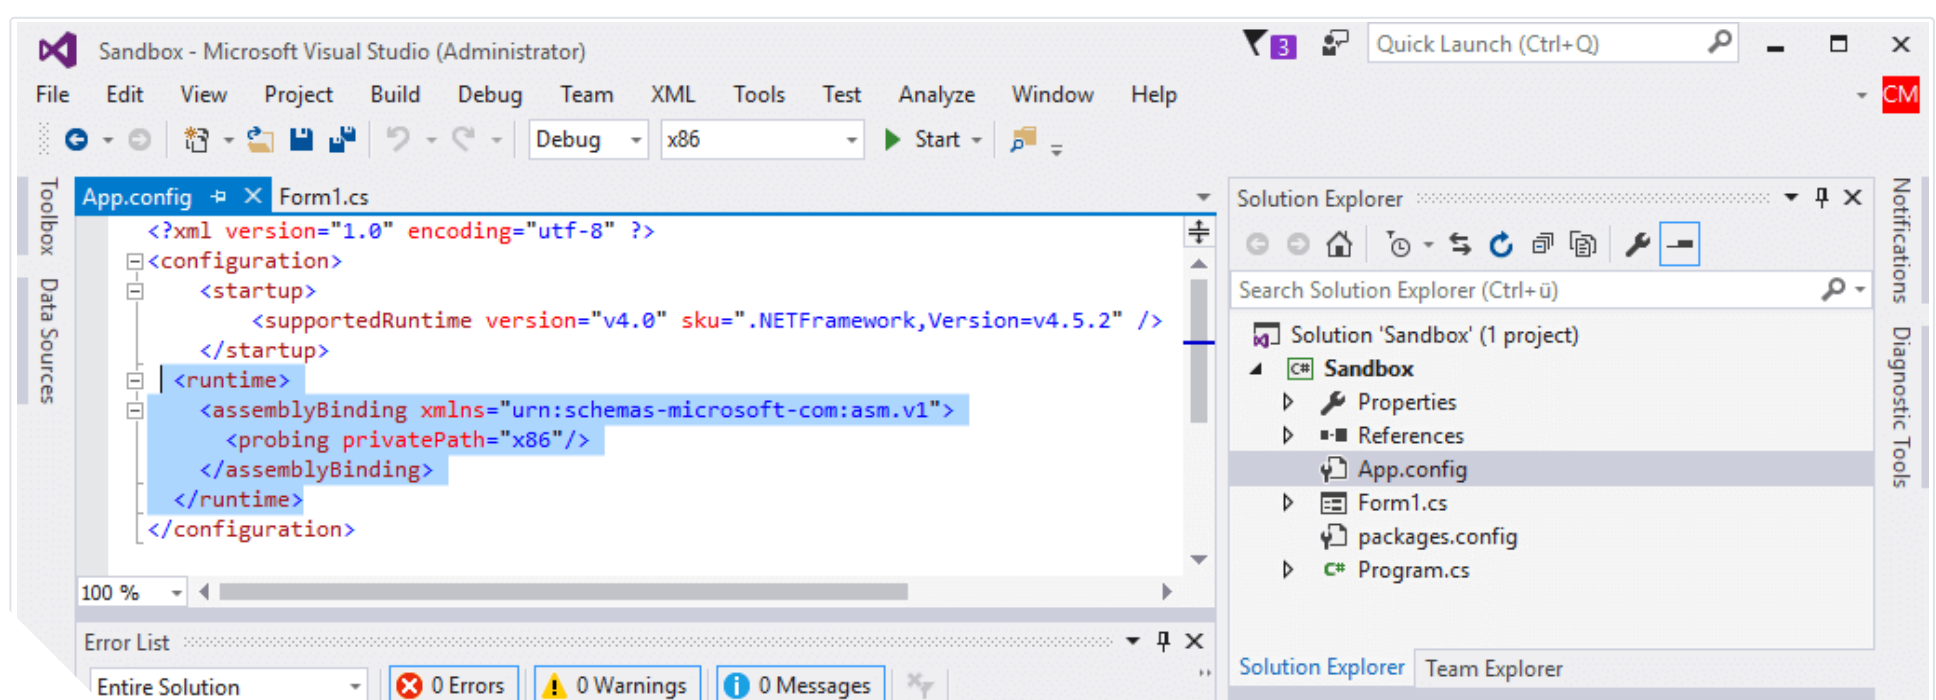 Sandbox - Microsoft Visual Studio (Administrator)
3
Quick Launch (Ctrl+Q)
File Edit View Project Build Debug Team XML Tools Test Analyze Window Help
CM
Debug x86 Start
Toolbox
Data Sources
App.config Form1.cs
<?xml version="1.0" encoding="utf-8" ?>
<configuration>
<startup>
<supportedRuntime version="v4.0" sku=".NETFramework,Version=v4.5.2" />
</startup>
<runtime>
<assemblyBinding xmlns="urn:schemas-microsoft-com:asm.v1">
<probing privatePath="x86"/>
</assemblyBinding>
</runtime>
</configuration>
100 %
Error List
Entire Solution 0 Errors 0 Warnings 0 Messages
Solution Explorer
Search Solution Explorer (Ctrl+ü)
Solution 'Sandbox' (1 project)
C# Sandbox
Properties
References
App.config
Form1.cs
packages.config
C# Program.cs
Solution Explorer Team Explorer
Notifications
Diagnostic Tools